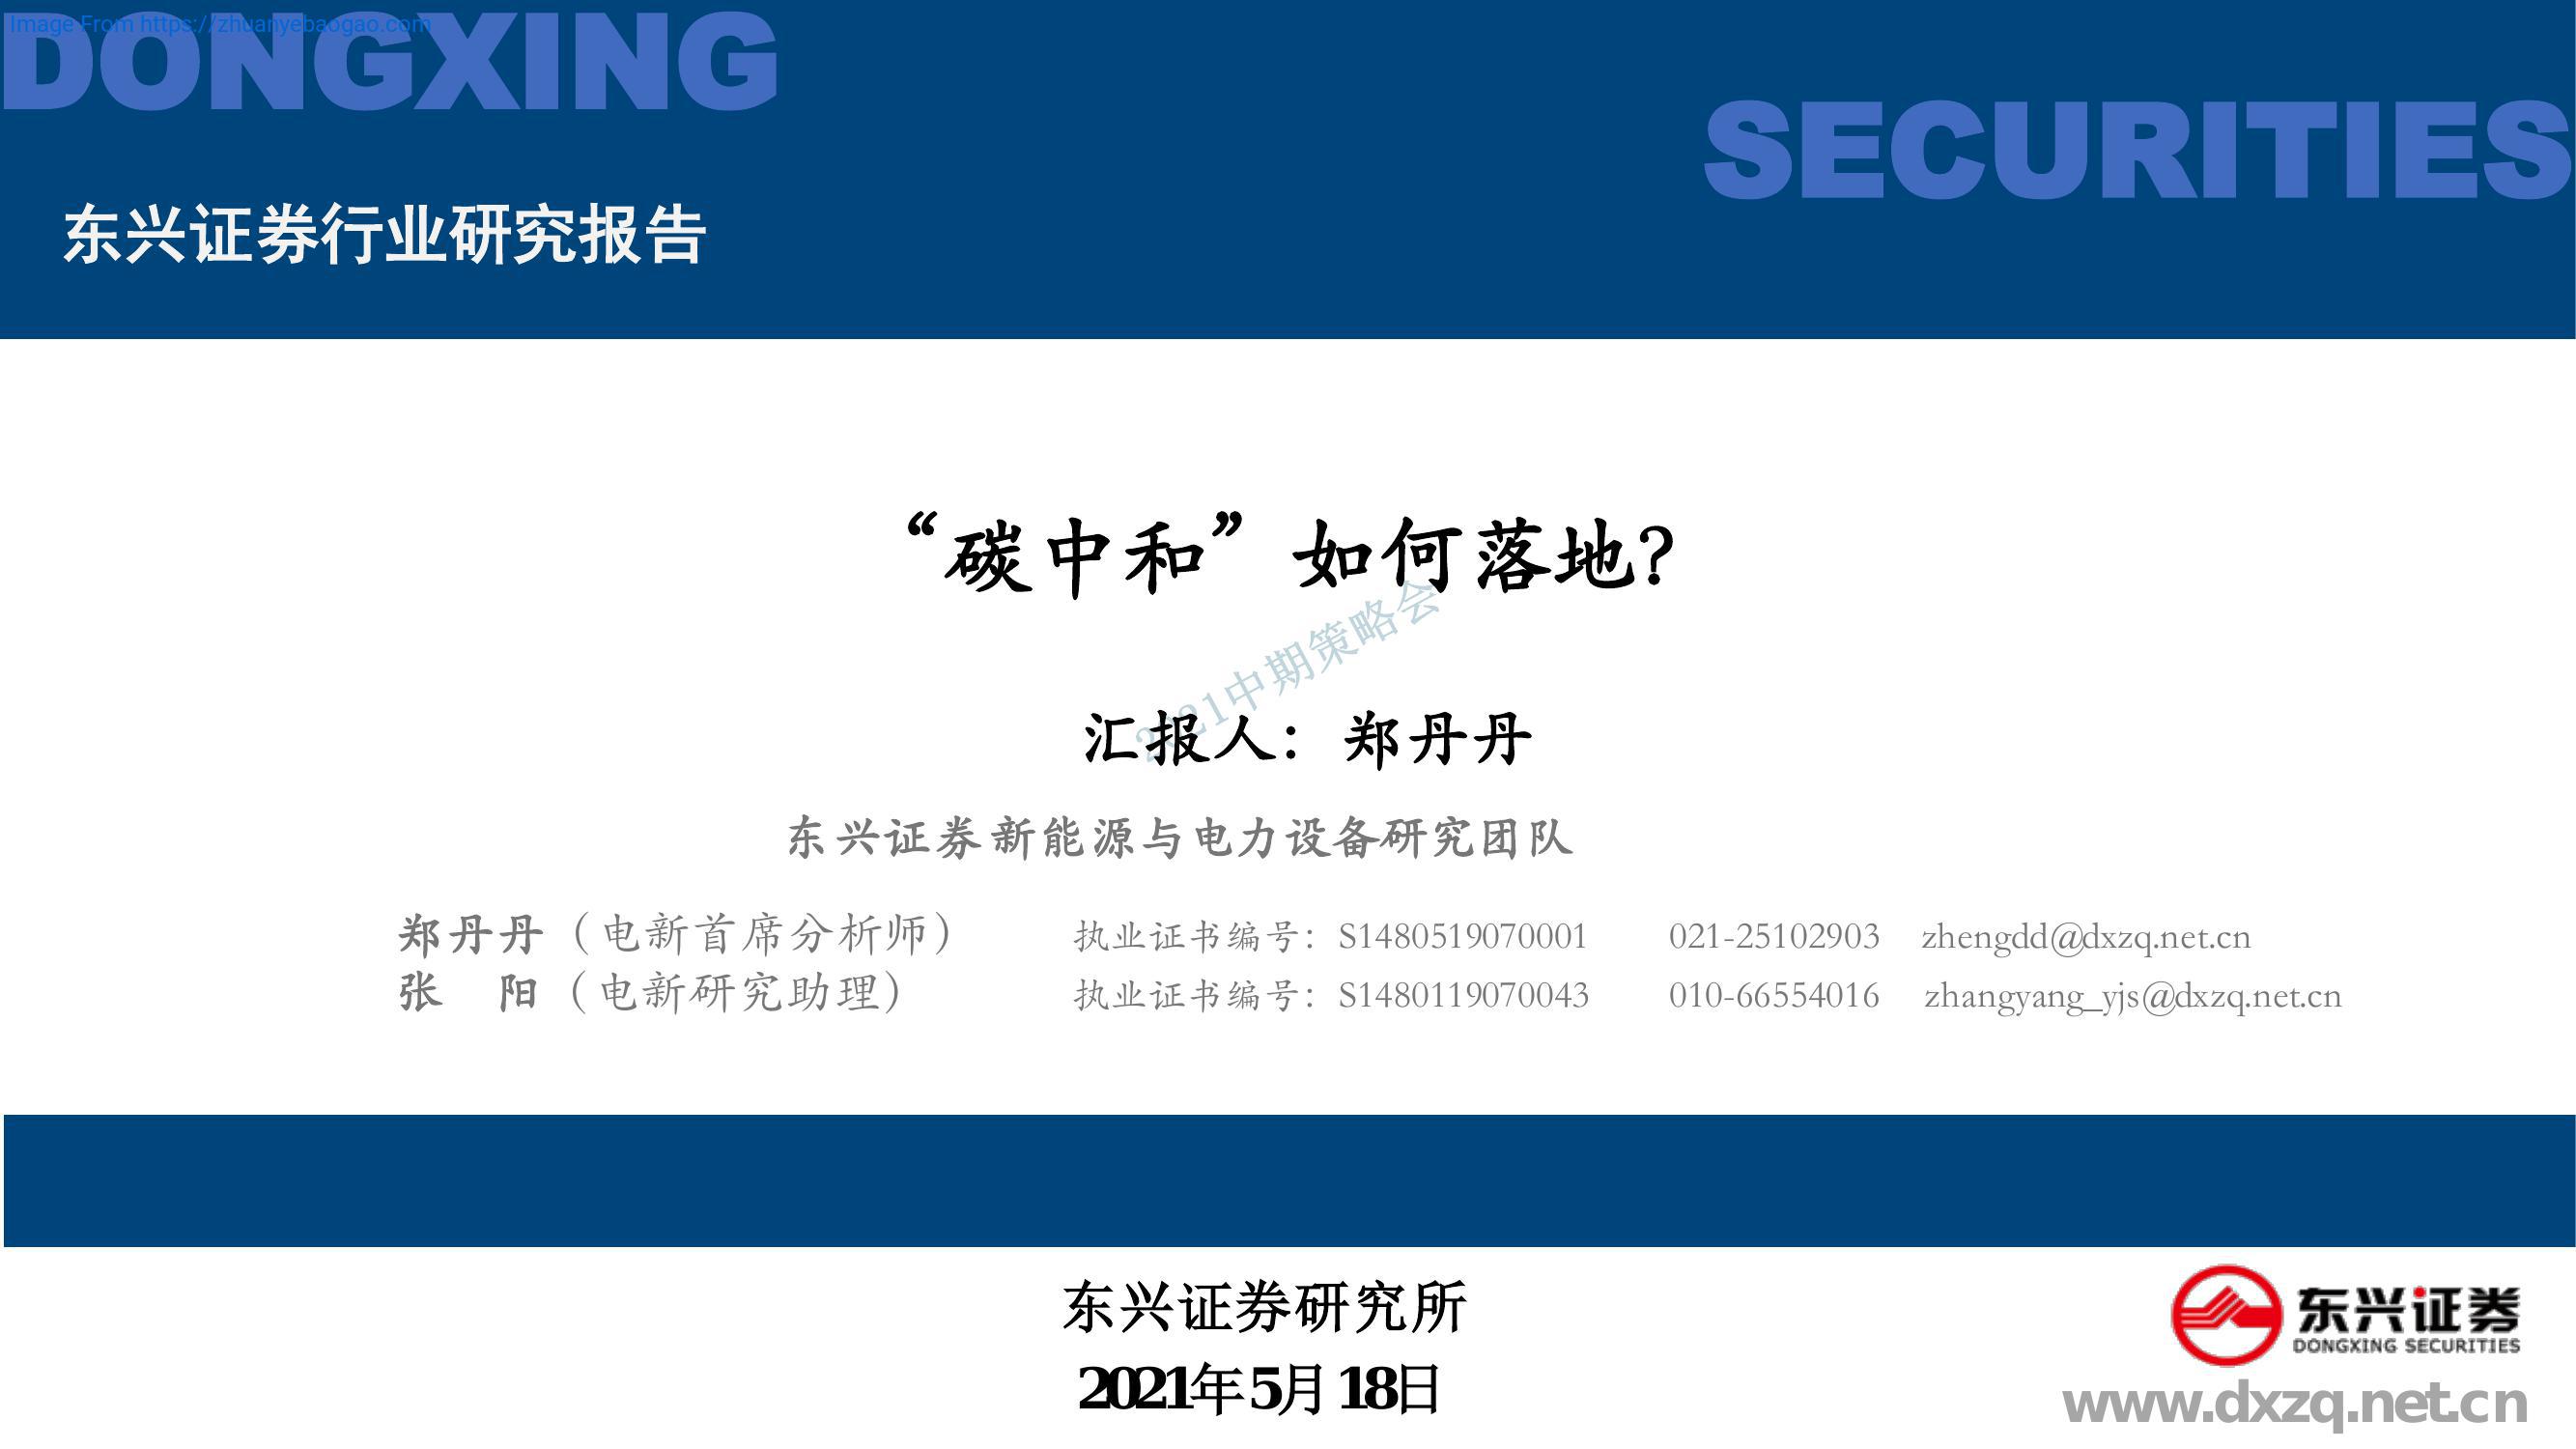 Image From https://zhuanyebaogao.com
DONGXING
SECURITIES
东兴证券行业研究报告
“碳中和”如何落地?
2021中期策略会
汇报人：郑丹丹
东兴证券新能源与电力设备研究团队
郑丹丹（电新首席分析师） 执业证书编号：S1480519070001 021-25102903 zhengdd@dxzq.net.cn
张 阳（电新研究助理） 执业证书编号：S1480119070043 010-66554016 zhangyang_yjs@dxzq.net.cn
东兴证券研究所
2021年5月18日
东兴证券
DONGXING SECURITIES
www.dxzq.net.cn